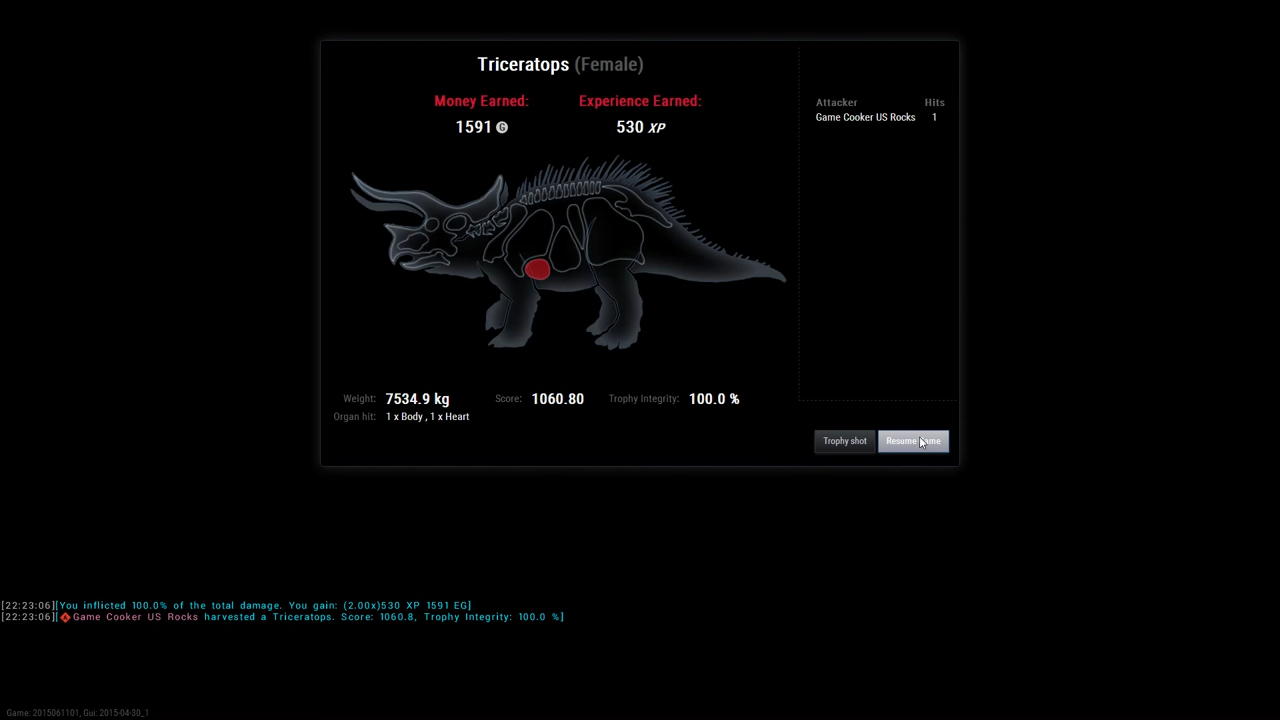 Triceratops (Female)
Money Earned: Experience Earned:
1591 G 530 XP
Attacker Hits
Game Cooker US Rocks 1
Weight: 7534.9 kg Score: 1060.80 Trophy Integrity: 100.0 %
Organ hit: 1 x Body , 1 x Heart
Trophy shot Resume
[22:23:06][You inflicted 100.0% of the total damage. You gain: (2.00x)530 XP 1591 EG]
[22:23:06][Game Cooker US Rocks harvested a Triceratops. Score: 1060.8, Trophy Integrity: 100.0 %]
Game: 2015061101, Gui: 2015-04-30_1